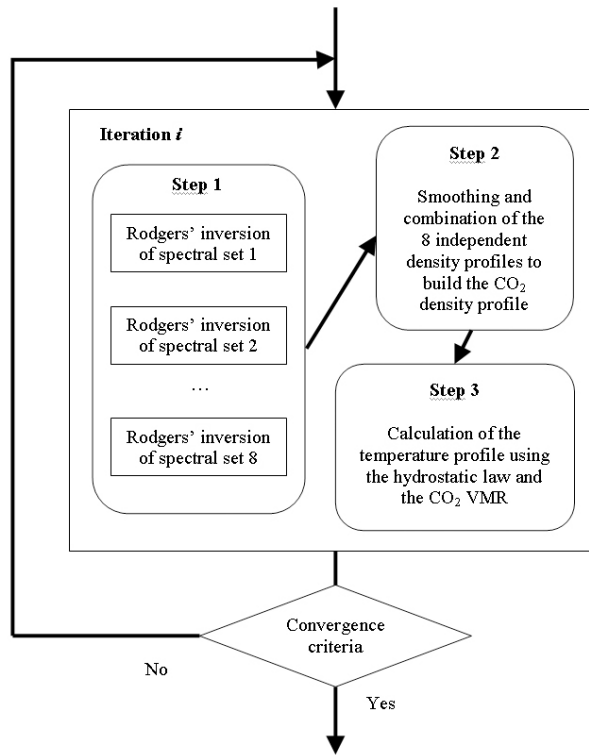 Iteration i
Step 1
Rodgers’ inversion
of spectral set 1
Rodgers’ inversion
of spectral set 2
…
Rodgers’ inversion
of spectral set 8
Step 2
Smoothing and
combination of the
8 independent
density profiles to
build the CO₂
density profile
Step 3
Calculation of the
temperature profile using
the hydrostatic law and
the CO₂ VMR
Convergence
criteria
No
Yes